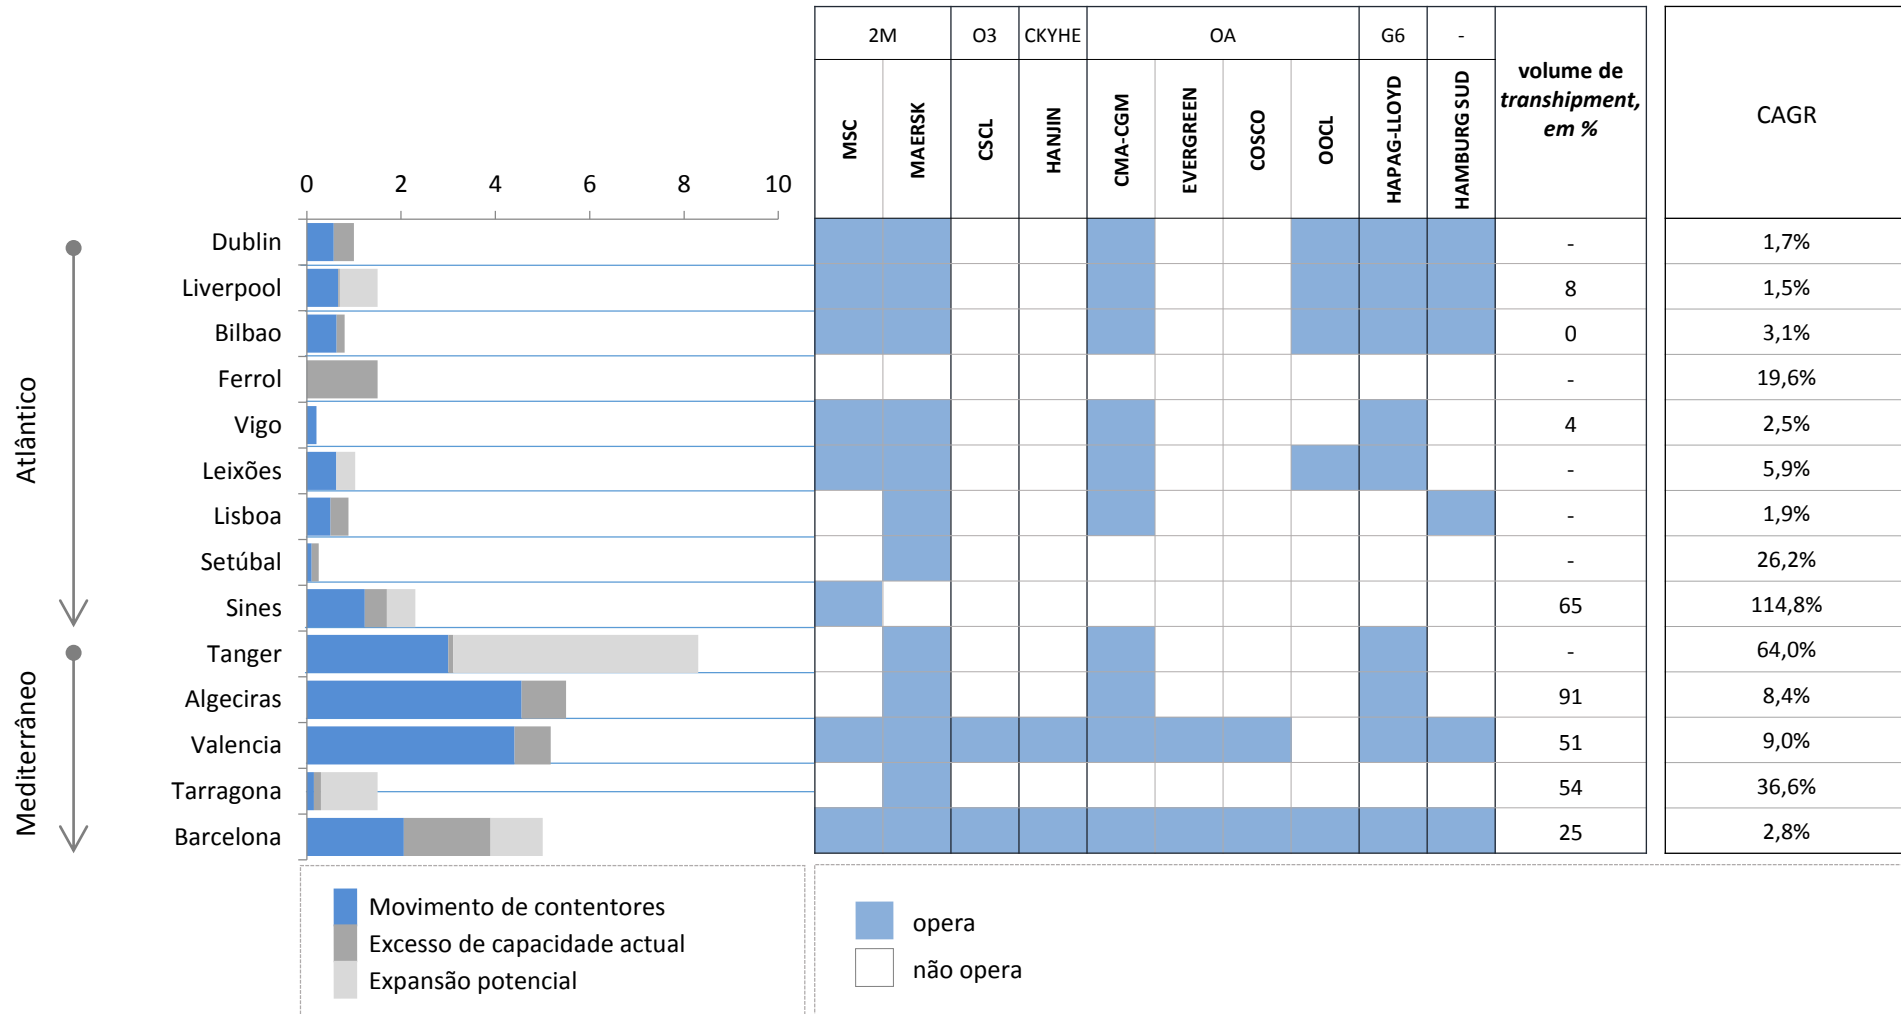 2M O3 CKYHE OA G6 -
MSC MAERSK CSCL HANJIN CMA-CGM EVERGREEN COSCO OOCL HAPAG-LLOYD HAMBURG SUD
volume de
transhipment,
em %
CAGR
0 2 4 6 8 10
Atlântico
Dublin - 1,7%
Liverpool 8 1,5%
Bilbao 0 3,1%
Ferrol - 19,6%
Vigo 4 2,5%
Leixões - 5,9%
Lisboa - 1,9%
Setúbal - 26,2%
Sines 65 114,8%
Mediterrâneo
Tanger - 64,0%
Algeciras 91 8,4%
Valencia 51 9,0%
Tarragona 54 36,6%
Barcelona 25 2,8%
Movimento de contentores
Excesso de capacidade actual
Expansão potencial
opera
não opera